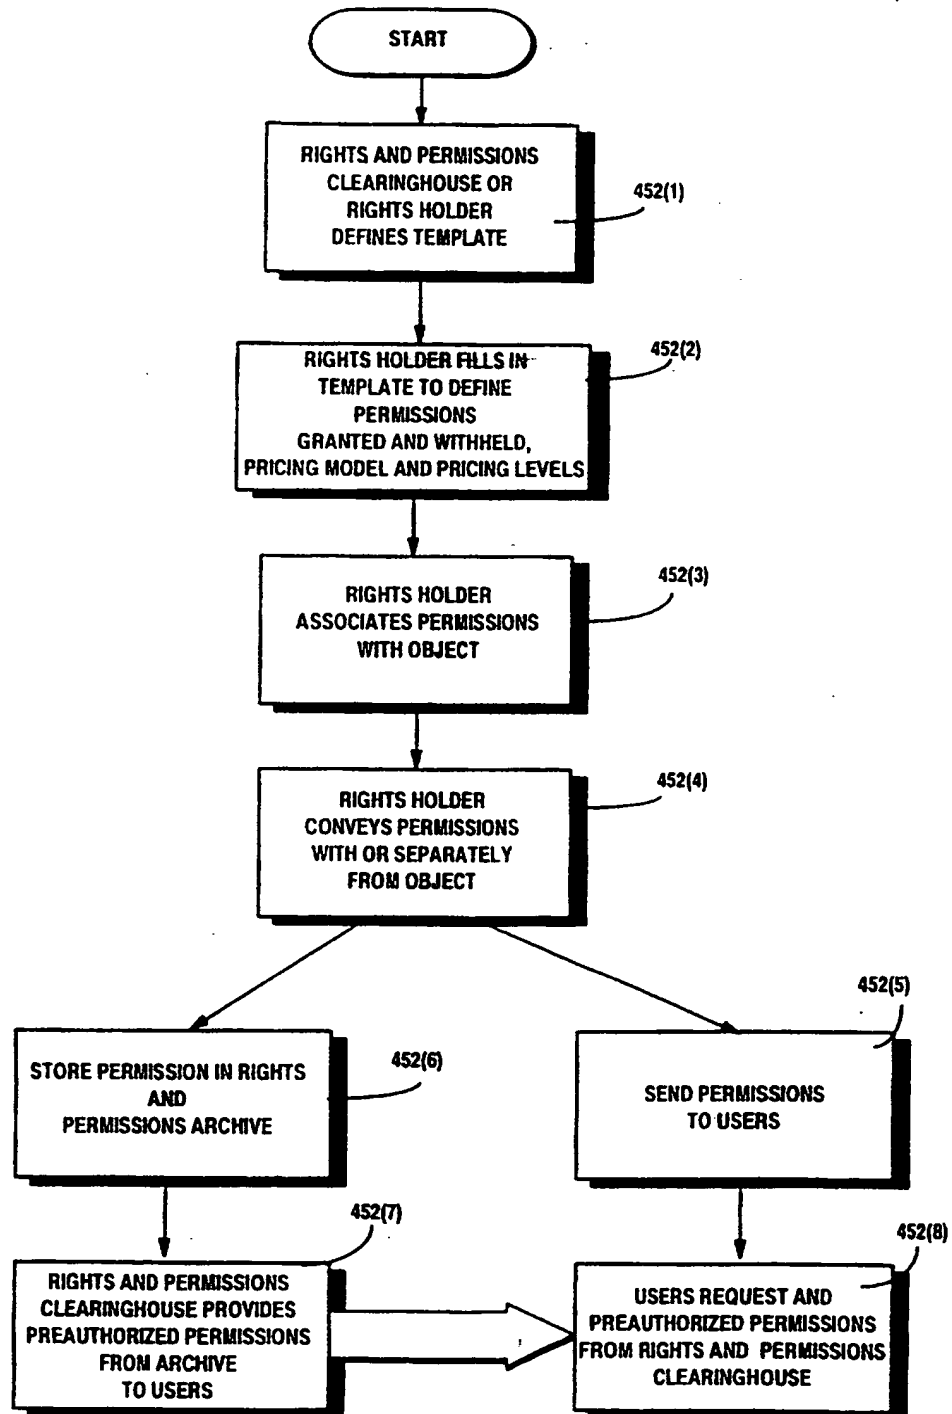 START
RIGHTS AND PERMISSIONS
CLEARINGHOUSE OR
RIGHTS HOLDER
DEFINES TEMPLATE
452(1)
RIGHTS HOLDER FILLS IN
TEMPLATE TO DEFINE
PERMISSIONS
GRANTED AND WITHHELD,
PRICING MODEL AND PRICING LEVELS
452(2)
RIGHTS HOLDER
ASSOCIATES PERMISSIONS
WITH OBJECT
452(3)
RIGHTS HOLDER
CONVEYS PERMISSIONS
WITH OR SEPARATELY
FROM OBJECT
452(4)
STORE PERMISSION IN RIGHTS
AND
PERMISSIONS ARCHIVE
452(6)
SEND PERMISSIONS
TO USERS
452(5)
RIGHTS AND PERMISSIONS
CLEARINGHOUSE PROVIDES
PREAUTHORIZED PERMISSIONS
FROM ARCHIVE
TO USERS
452(7)
USERS REQUEST AND
PREAUTHORIZED PERMISSIONS
FROM RIGHTS AND PERMISSIONS
CLEARINGHOUSE
452(8)